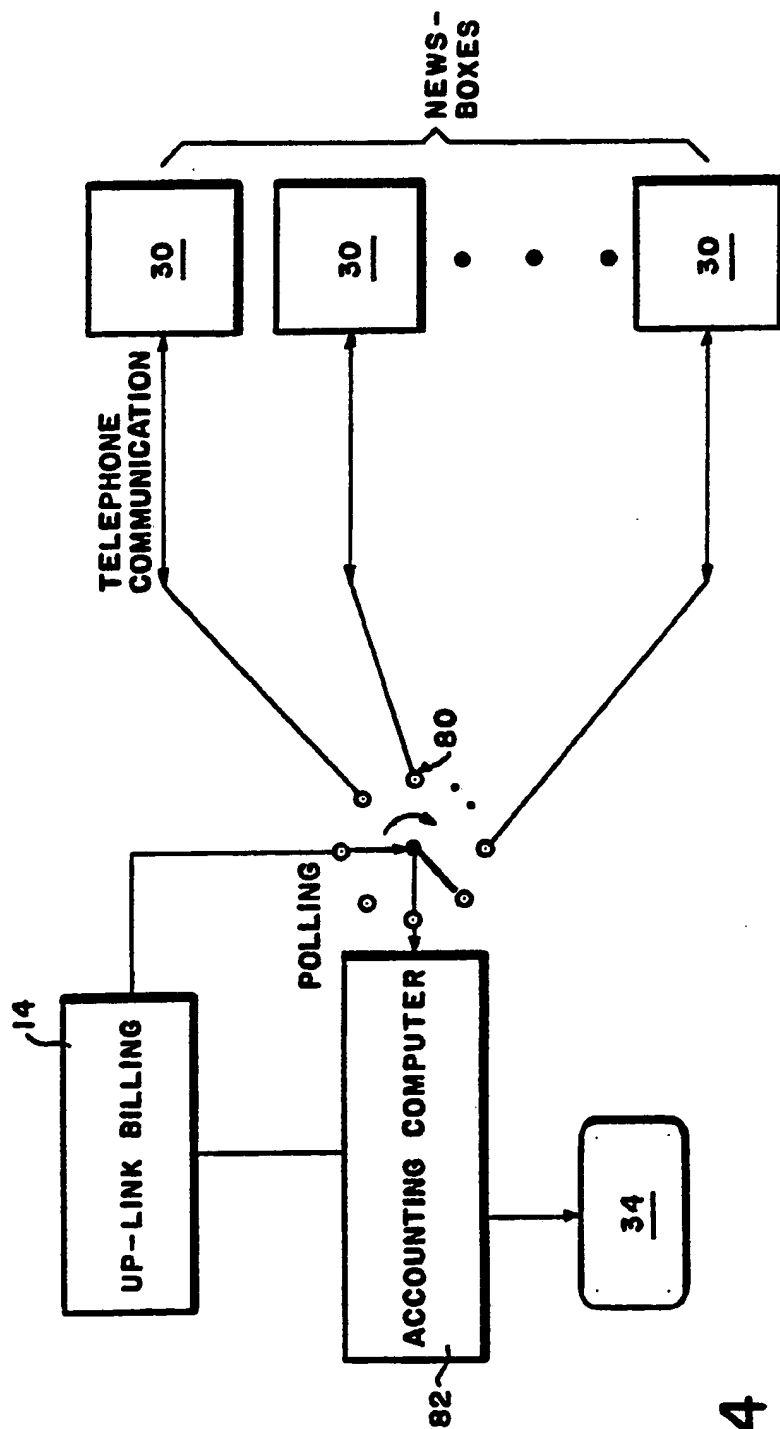 14
UP-LINK BILLING
POLLING
82
ACCOUNTING COMPUTER
34
80
TELEPHONE
COMMUNICATION
30
30
30
NEWS-
BOXES
4